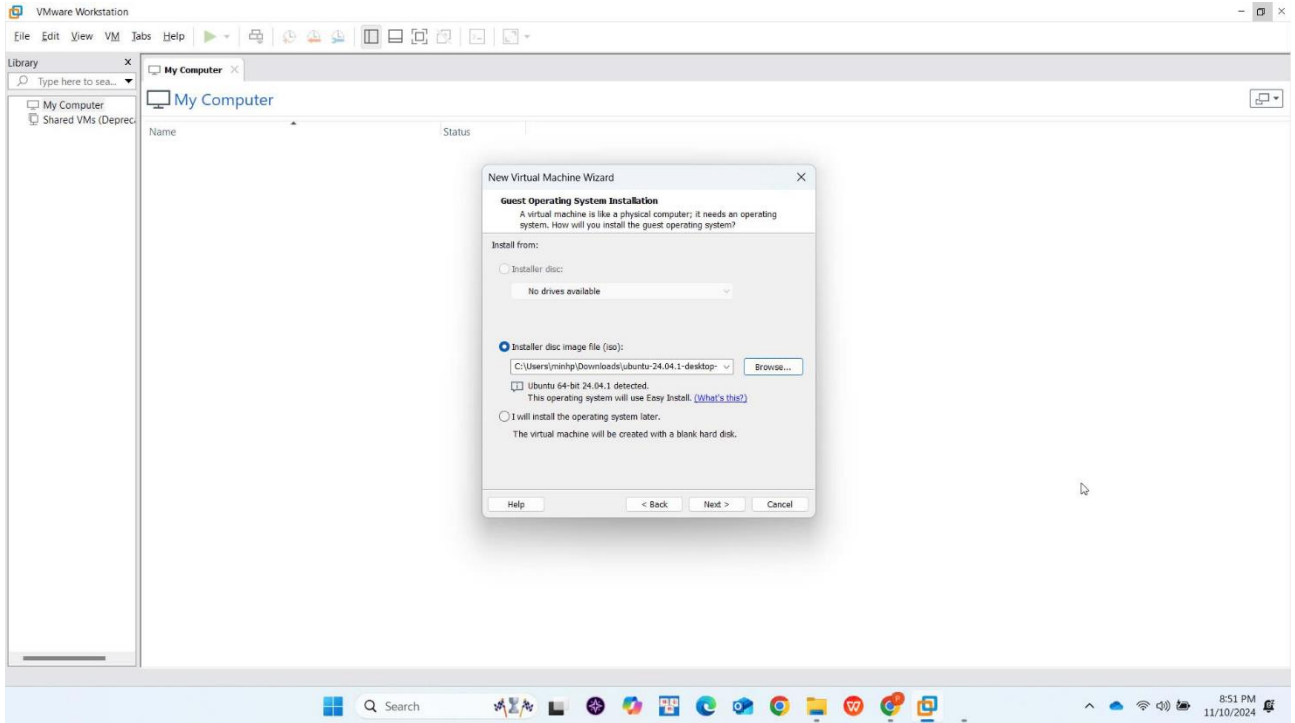 VMware Workstation
File Edit View VM Tabs Help
Library
Type here to sea...
My Computer
Shared VMs (Deprec
My Computer
My Computer
Name
Status
New Virtual Machine Wizard
Guest Operating System Installation
A virtual machine is like a physical computer; it needs an operating
system. How will you install the guest operating system?
Install from:
Installer disc:
No drives available
Installer disc image file (iso):
C:\Users\minhp\Downloads\ubuntu-24.04.1-desktop-
Browse...
Ubuntu 64-bit 24.04.1 detected.
This operating system will use Easy Install. (What's this?)
I will install the operating system later.
The virtual machine will be created with a blank hard disk.
Help
< Back
Next >
Cancel
Search
8:51 PM
11/10/2024